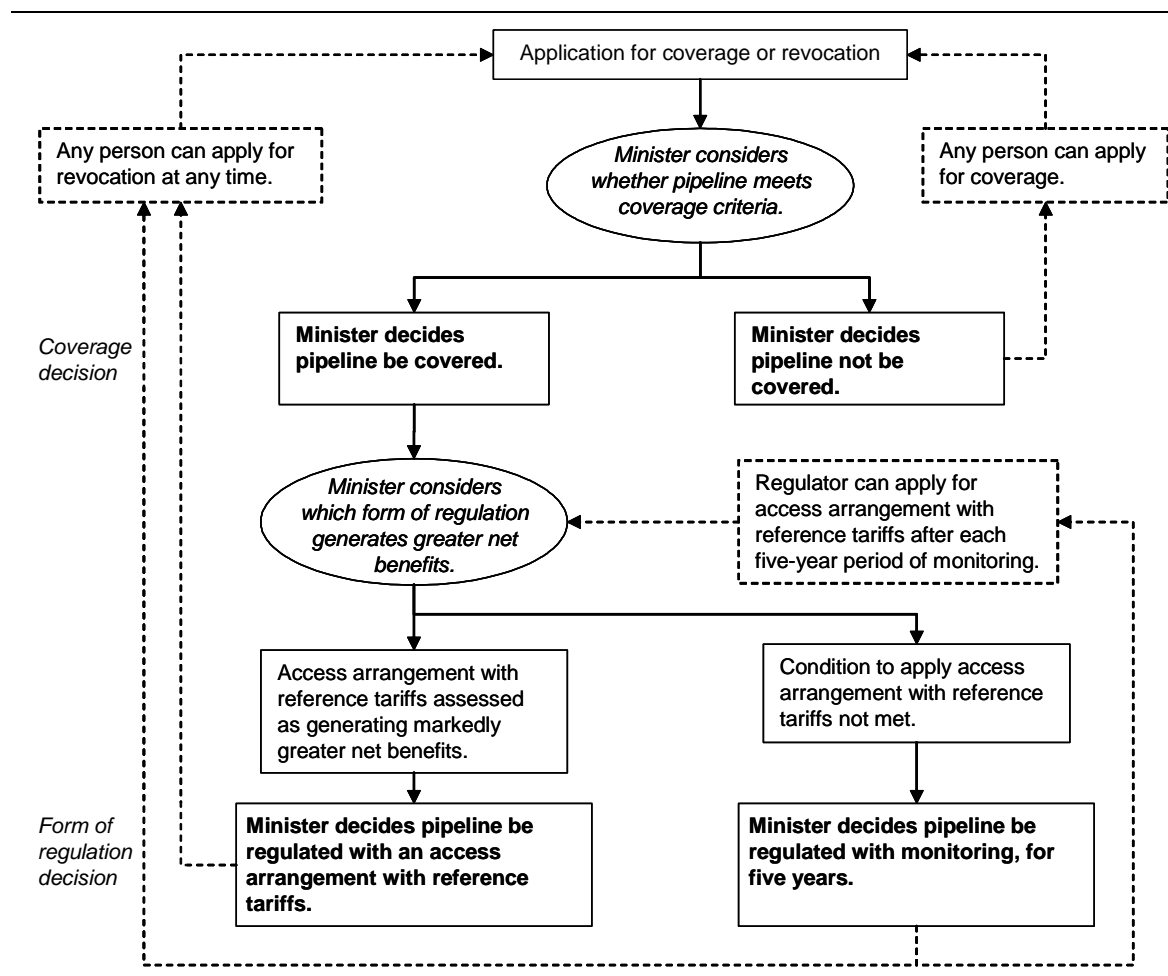 Application for coverage or revocation
Any person can apply for
revocation at any time.
Minister considers
whether pipeline meets
coverage criteria.
Any person can apply
for coverage.
Coverage
decision
Minister decides
pipeline be covered.
Minister decides
pipeline not be
covered.
Minister considers
which form of regulation
generates greater net
benefits.
Regulator can apply for
access arrangement with
reference tariffs after each
five-year period of monitoring.
Access arrangement with
reference tariffs assessed
as generating markedly
greater net benefits.
Condition to apply access
arrangement with reference
tariffs not met.
Form of
regulation
decision
Minister decides pipeline be
regulated with an access
arrangement with reference
tariffs.
Minister decides pipeline be
regulated with monitoring, for
five years.